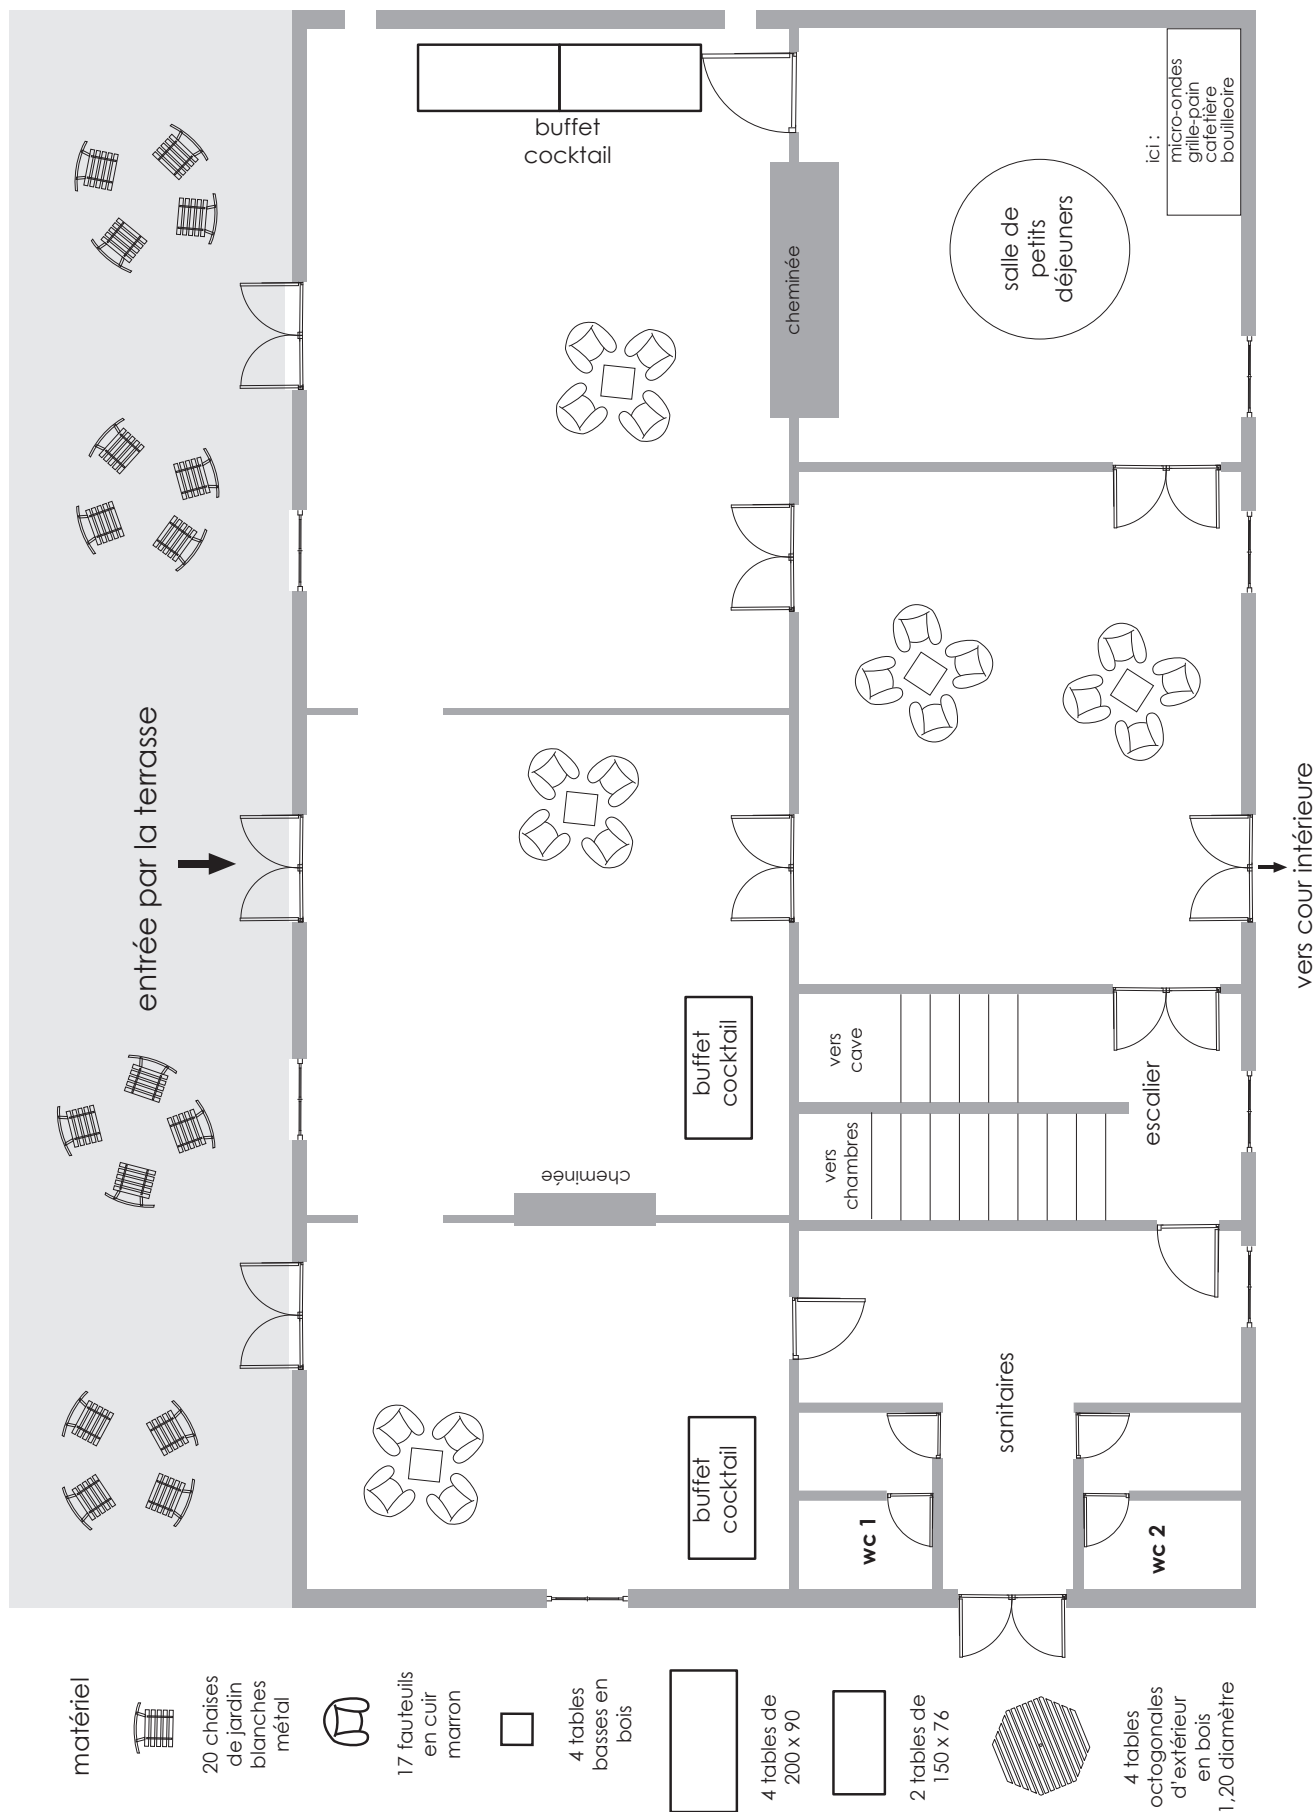 entrée par la terrasse
buffet
cocktail
cheminée
salle de
petits
déjeuners
ici :
micro-ondes
grille-pain
cafetière
bouilleoire
buffet
cocktail
cheminée
vers
cave
vers
chambres
escalier
vers cour intérieure
buffet
cocktail
sanitaires
wc 1
wc 2
matériel
20 chaises
de jardin
blanches
métal
17 fauteuils
en cuir
marron
4 tables
basses en
bois
4 tables de
200 x 90
2 tables de
150 x 76
4 tables
octogonales
d'extérieur
en bois
1,20 diamètre